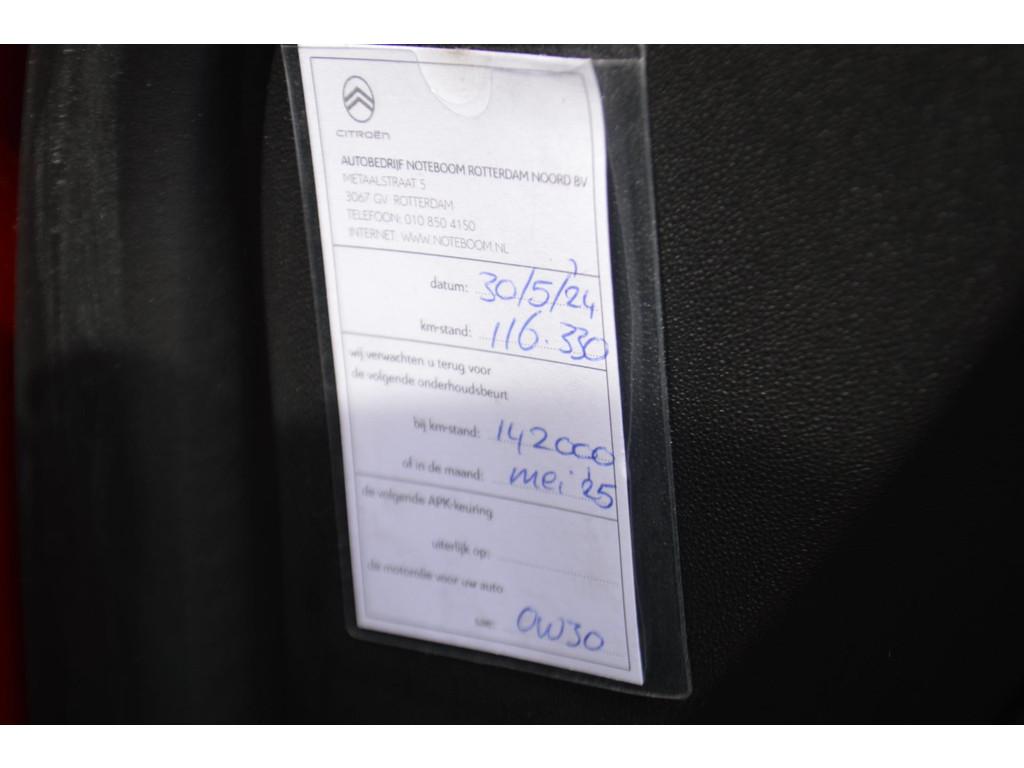 CITROËN
AUTOBEDRIJF NOTEBOOM ROTTERDAM NOORD BV
METAALSTRAAT 5
3067 GV ROTTERDAM
TELEFOON: 010 850 4150
INTERNET: WWW.NOTEBOOM.NL
datum: 30/5/24
km-stand: 116.330
wij verwachten u terug voor
de volgende onderhoudsbeurt
bij km-stand: 142000
of in de maand: mei '25
de volgende APK-keuring
uiterlijk op:
de motorolie voor uw auto
0W30